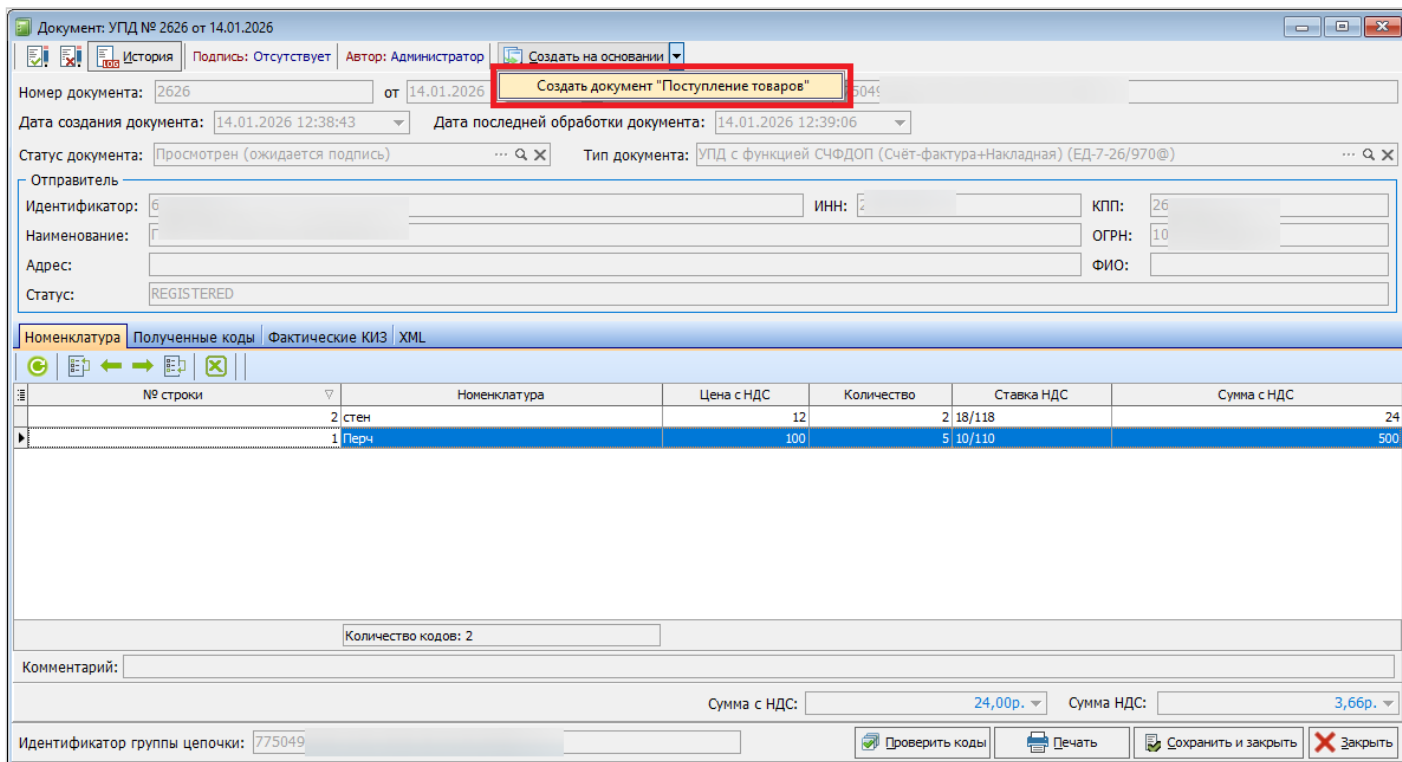 Документ: УПД № 2626 от 14.01.2026
LOG История Подпись: Отсутствует Автор: Администратор Создать на основании
Создать документ "Поступление товаров"
Номер документа: 2626 от 14.01.2026
Дата создания документа: 14.01.2026 12:38:43 Дата последней обработки документа: 14.01.2026 12:39:06
Статус документа: Просмотрен (ожидается подпись) Тип документа: УПД с функцией СЧФДОП (Счёт-фактура+Накладная) (ЕД-7-26/970@)
Отправитель
Идентификатор: 6 ИНН: 2 КПП: 26
Наименование: ОГРН: 10
Адрес: ФИО:
Статус: REGISTERED
Номенклатура Полученные коды Фактические КИЗ XML
№ строки Номенклатура Цена с НДС Количество Ставка НДС Сумма с НДС
2 стен 12 2 18/118 24
1 Перч 100 5 10/110 500
Количество кодов: 2
Комментарий:
Сумма с НДС: 24,00р. Сумма НДС: 3,66р.
Идентификатор группы цепочки: 775049 Проверить коды Печать Сохранить и закрыть Закрыть